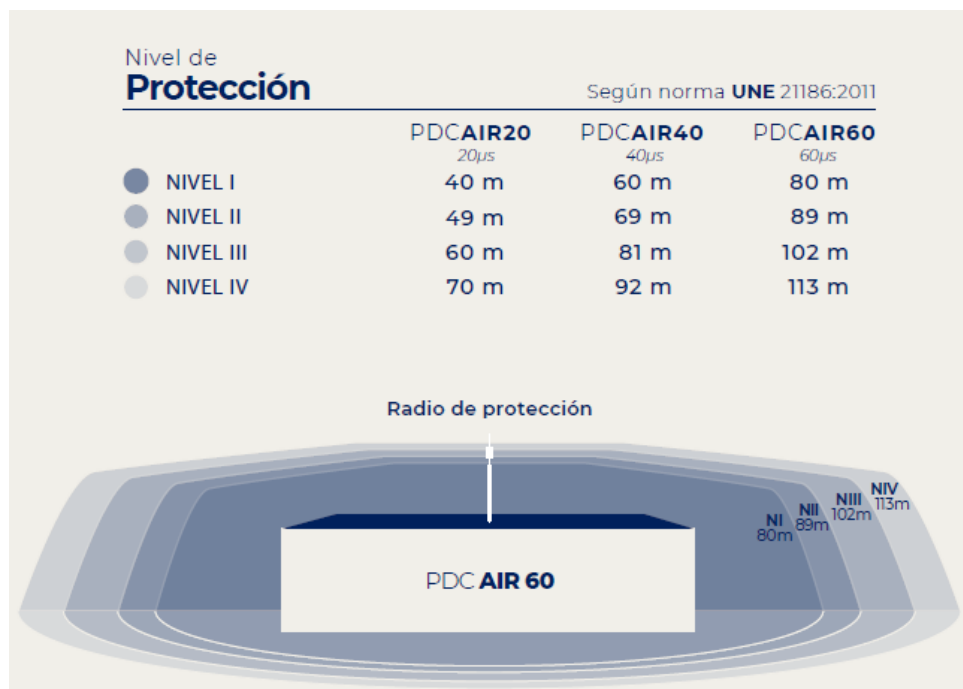 Nivel de
Protección
Según norma UNE 21186:2011
PDCAIR20 PDCAIR40 PDCAIR60
20µs 40µs 60µs
NIVEL I 40 m 60 m 80 m
NIVEL II 49 m 69 m 89 m
NIVEL III 60 m 81 m 102 m
NIVEL IV 70 m 92 m 113 m
Radio de protección
NI
80m
NII
89m
NIII
102m
NIV
113m
PDC AIR 60